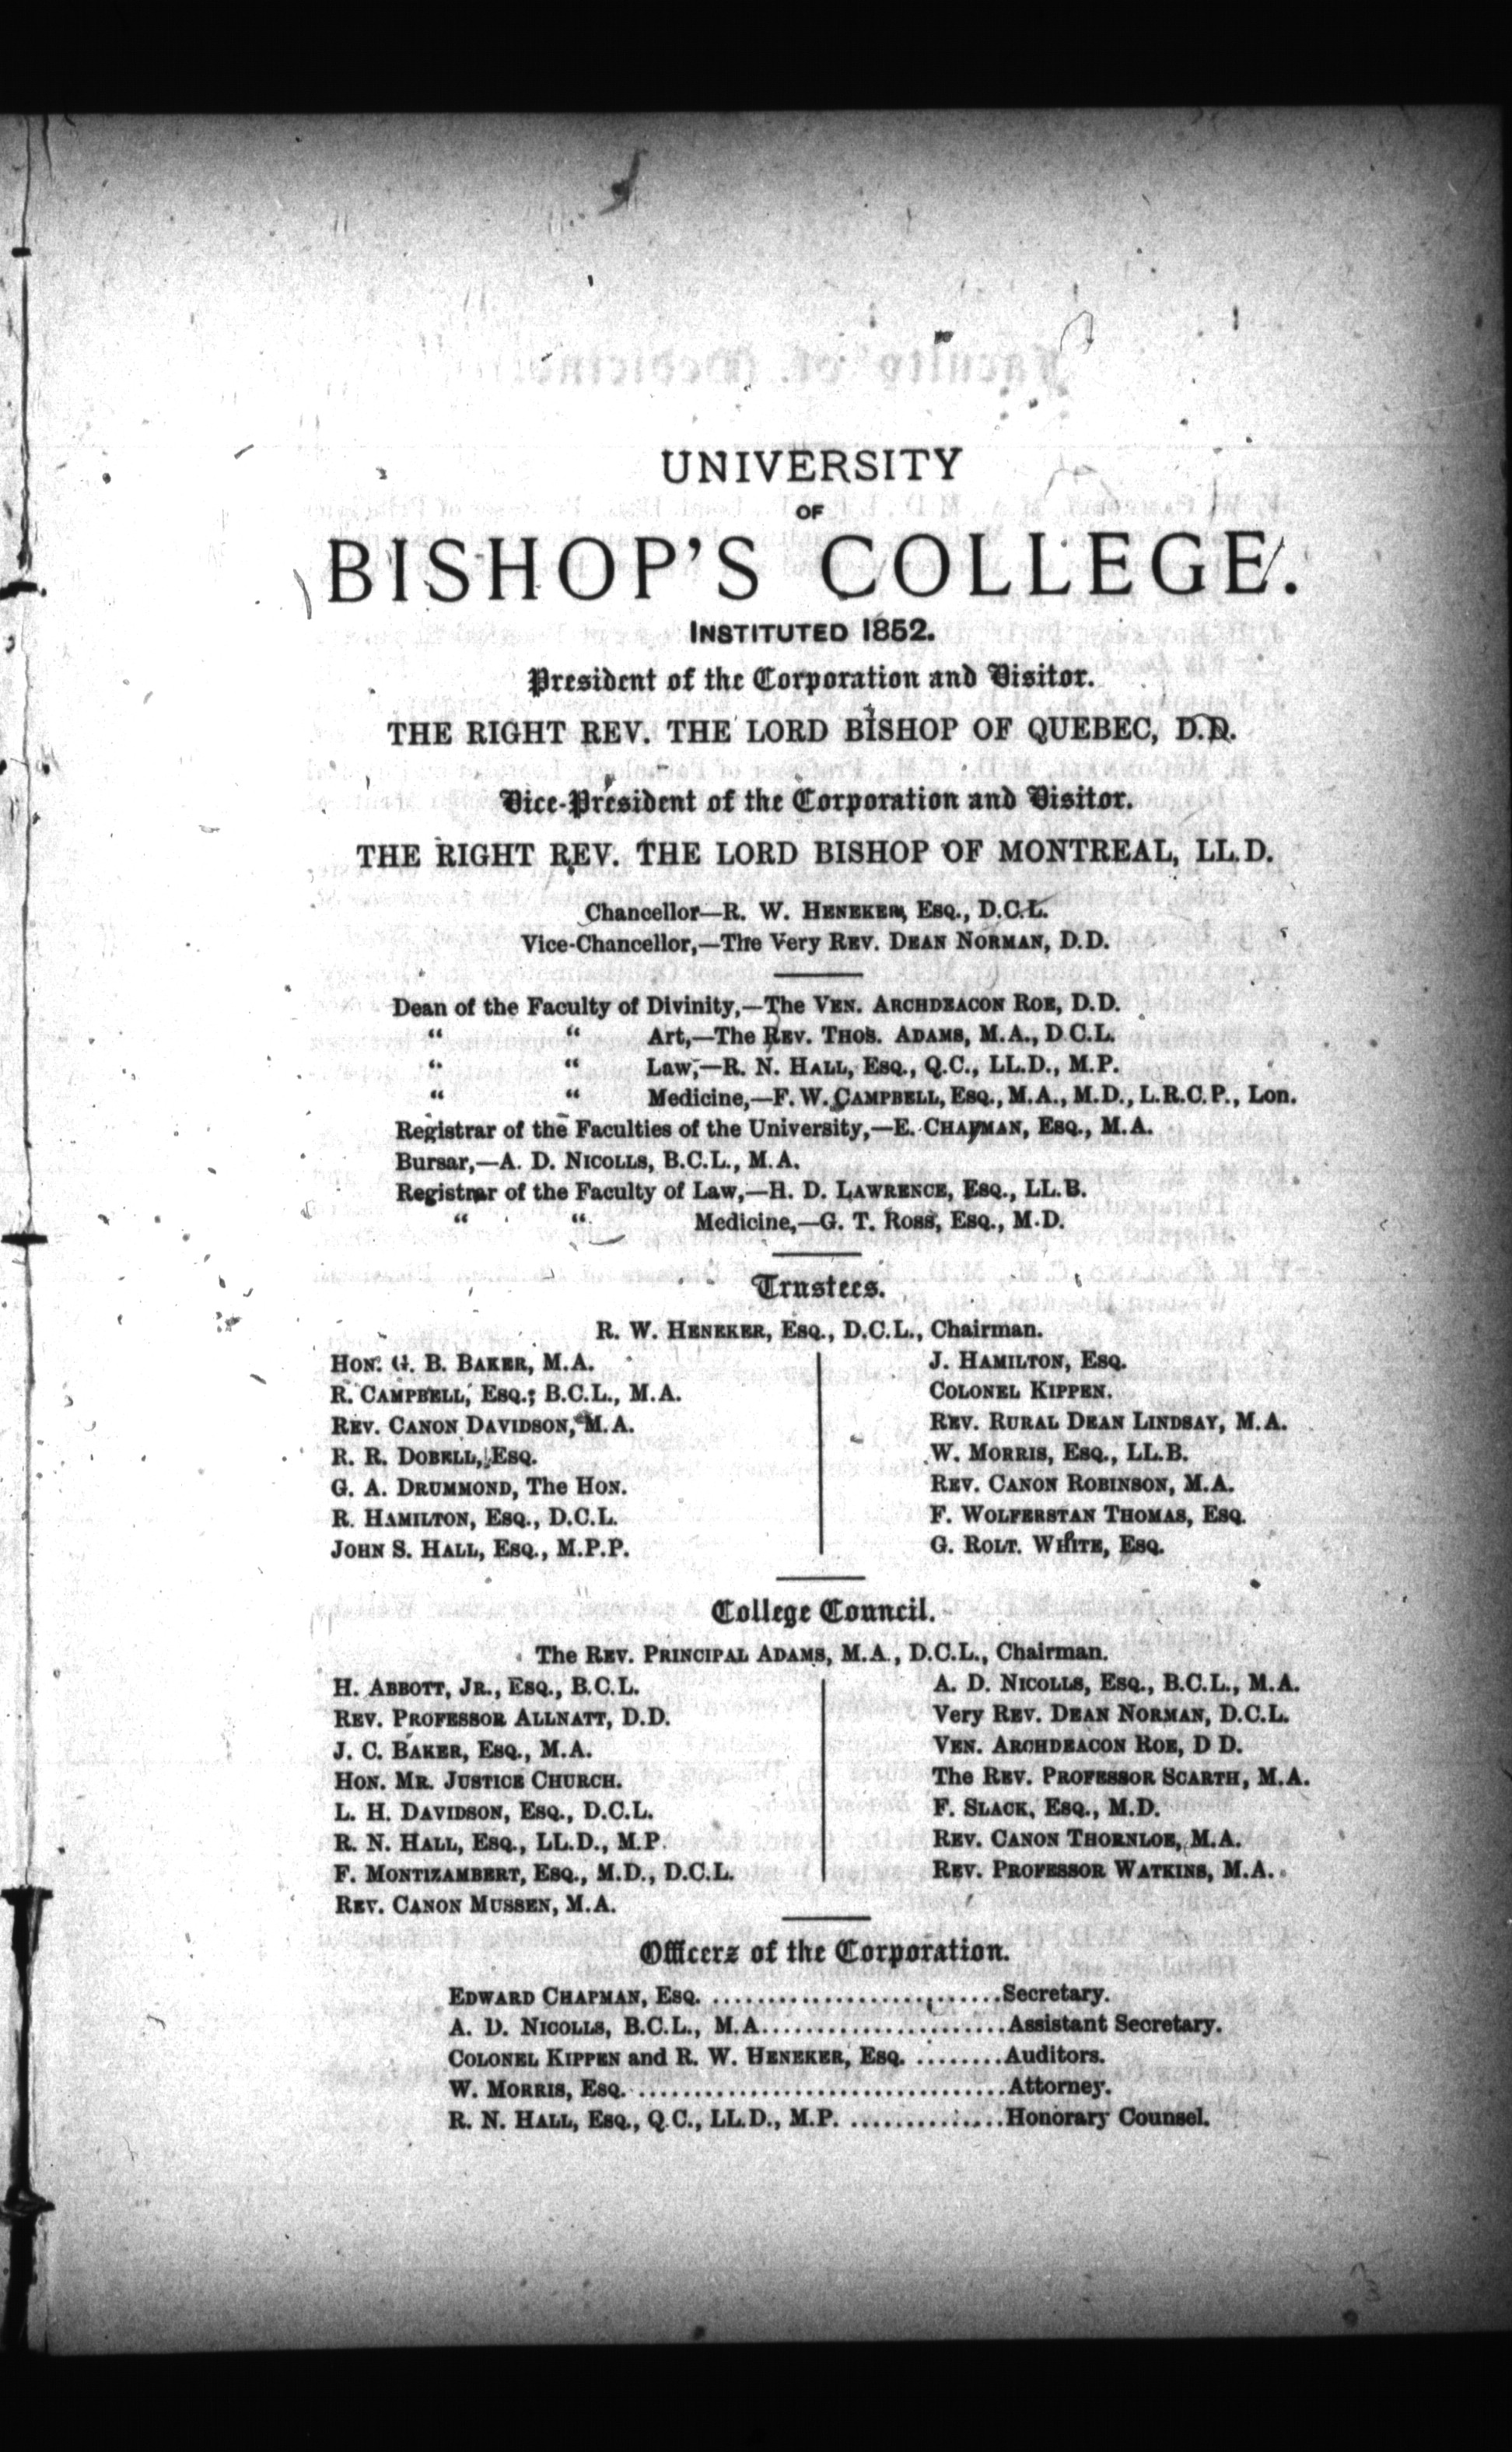 UNIVERSITY
OF
BISHOP'S COLLEGE.
INSTITUTED 1852.
President of the Corporation and Visitor.
THE RIGHT REV. THE LORD BISHOP OF QUEBEC, D.D.
Vice-President of the Corporation and Visitor.
THE RIGHT REV. THE LORD BISHOP OF MONTREAL, LL.D.
Chancellor—R. W. HENEKER, ESQ., D.C.L.
Vice-Chancellor,—The Very REV. DEAN NORMAN, D.D.
Dean of the Faculty of Divinity,—The VEN. ARCHDEACON ROE, D.D.
“ “ Art,—The REV. THOS. ADAMS, M.A., D.C.L.
“ “ Law,—R. N. HALL, ESQ., Q.C., LL.D., M.P.
“ “ Medicine,—F. W. CAMPBELL, ESQ., M.A., M.D., L.R.C.P., Lon.
Registrar of the Faculties of the University,—E. CHAPMAN, ESQ., M.A.
Bursar,—A. D. NICOLLS, B.C.L., M.A.
Registrar of the Faculty of Law,—H. D. LAWRENCE, ESQ., LL.B.
“ “ Medicine,—G. T. ROSS, ESQ., M.D.
Trustees.
R. W. HENEKER, ESQ., D.C.L., Chairman.
HON. G. B. BAKER, M.A.
R. CAMPBELL, ESQ.; B.C.L., M.A.
REV. CANON DAVIDSON, M.A.
R. R. DOBELL, ESQ.
G. A. DRUMMOND, The HON.
R. HAMILTON, ESQ., D.C.L.
JOHN S. HALL, ESQ., M.P.P.
J. HAMILTON, ESQ.
COLONEL KIPPEN.
REV. RURAL DEAN LINDSAY, M.A.
W. MORRIS, ESQ., LL.B.
REV. CANON ROBINSON, M.A.
F. WOLFERSTAN THOMAS, ESQ.
G. ROLT. WHITE, ESQ.
College Council.
The REV. PRINCIPAL ADAMS, M.A., D.C.L., Chairman.
H. ABBOTT, JR., ESQ., B.C.L.
REV. PROFESSOR ALLNATT, D.D.
J. C. BAKER, ESQ., M.A.
HON. MR. JUSTICE CHURCH.
L. H. DAVIDSON, ESQ., D.C.L.
R. N. HALL, ESQ., LL.D., M.P.
F. MONTIZAMBERT, ESQ., M.D., D.C.L.
REV. CANON MUSSEN, M.A.
A. D. NICOLLS, ESQ., B.C.L., M.A.
Very REV. DEAN NORMAN, D.C.L.
VEN. ARCHDEACON ROE, D D.
The REV. PROFESSOR SCARTH, M.A.
F. SLACK, ESQ., M.D.
REV. CANON THORNLOE, M.A.
REV. PROFESSOR WATKINS, M.A.
Officers of the Corporation.
EDWARD CHAPMAN, ESQ. ..........................Secretary.
A. D. NICOLLS, B.C.L., M.A......................Assistant Secretary.
COLONEL KIPPEN and R. W. HENEKER, ESQ. ........Auditors.
W. MORRIS, ESQ. .................................Attorney.
R. N. HALL, ESQ., Q.C., LL.D., M.P. ..............Honorary Counsel.